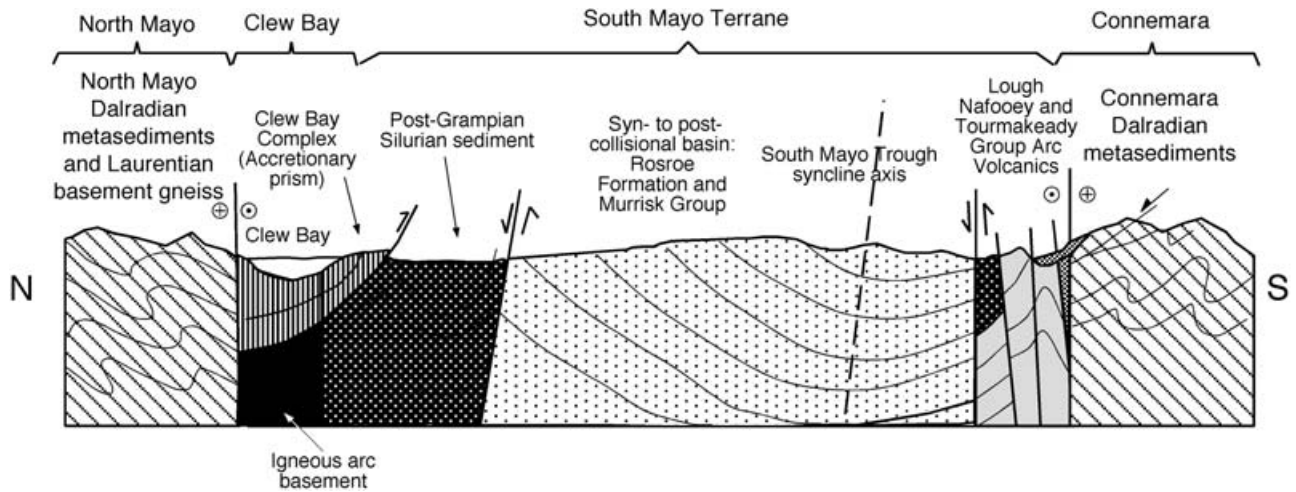 North Mayo
Clew Bay
South Mayo Terrane
Connemara
North Mayo
Dalradian
metasediments
and Laurentian
basement gneiss
Clew Bay
Complex
(Accretionary
prism)
Post-Grampian
Silurian sediment
Syn- to post-
collisional basin:
Rosroe
Formation and
Murrisk Group
South Mayo Trough
syncline axis
Lough
Nafooey and
Tourmakeady
Group Arc
Volcanics
Connemara
Dalradian
metasediments
Clew Bay
N
S
Igneous arc
basement